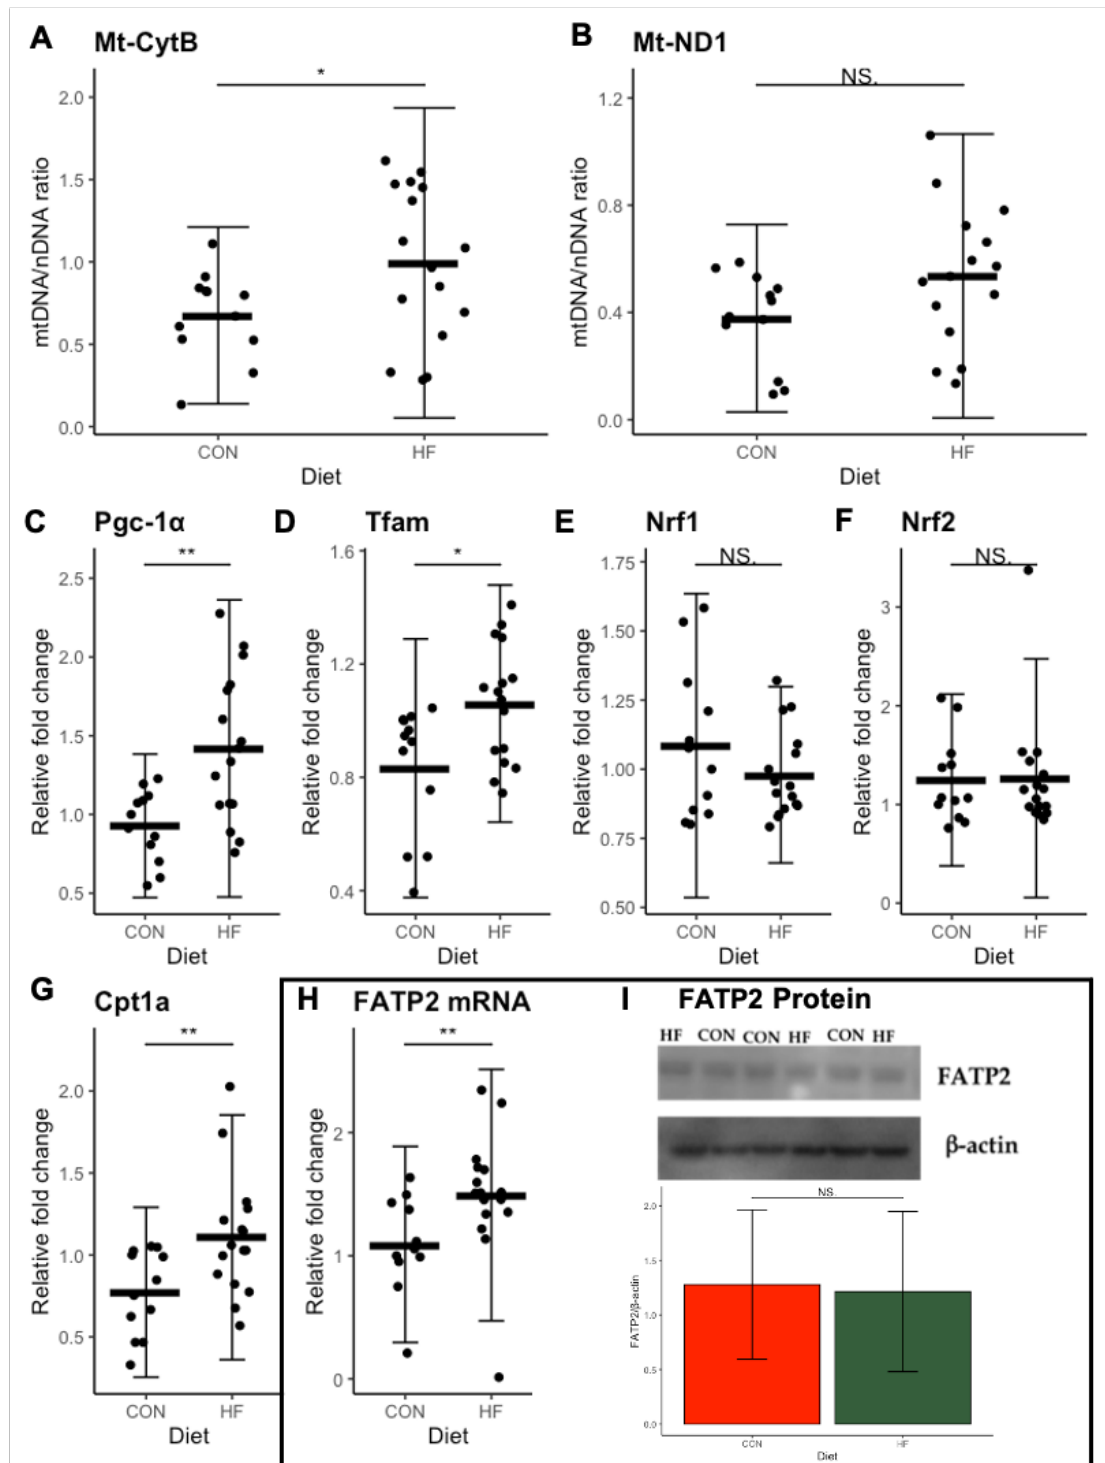 A Mt-CytB
*
mtDNA/nDNA ratio
2.0
1.5
1.0
0.5
0.0
CON HF
Diet
B Mt-ND1
NS.
mtDNA/nDNA ratio
1.2
0.8
0.4
0.0
CON HF
Diet
C Pgc-1α
**
Relative fold change
2.5
2.0
1.5
1.0
0.5
CON HF
Diet
D Tfam
*
Relative fold change
1.6
1.2
0.8
0.4
CON HF
Diet
E Nrf1
NS.
Relative fold change
1.75
1.50
1.25
1.00
0.75
0.50
CON HF
Diet
F Nrf2
NS.
Relative fold change
3
2
1
0
CON HF
Diet
G Cpt1a
**
Relative fold change
2.0
1.5
1.0
0.5
CON HF
Diet
H FATP2 mRNA
**
Relative fold change
2
1
0
CON HF
Diet
I FATP2 Protein
HF CON CON HF CON HF
FATP2
β-actin
NS.
FATP2/β-actin
2.0
1.5
1.0
0.5
0.0
CON HF
Diet